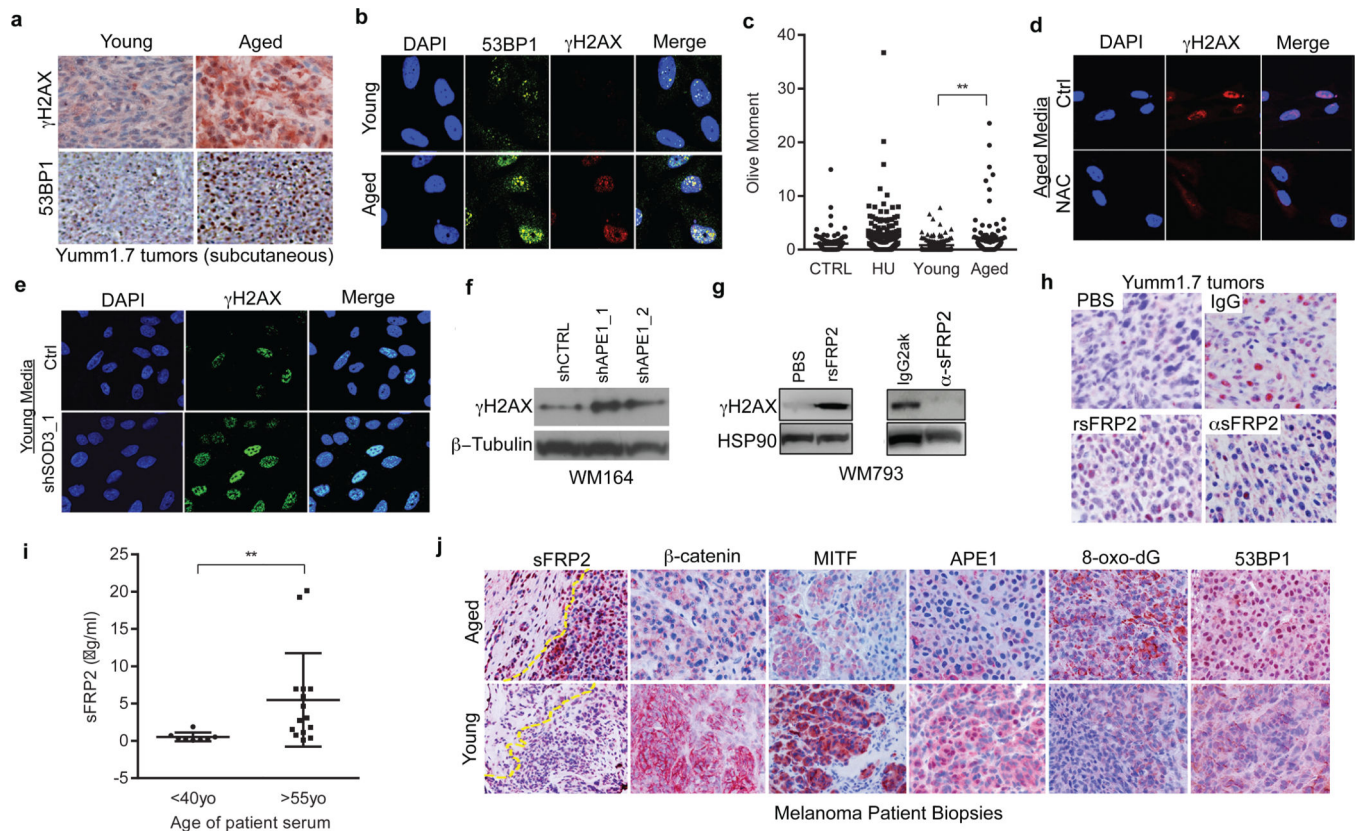 a
Young Aged
γH2AX
53BP1
Yumm1.7 tumors (subcutaneous)
b
DAPI 53BP1 γH2AX Merge
Young
Aged
c
Olive Moment
40
30
20
10
0
**
CTRL HU Young Aged
d
DAPI γH2AX Merge
Aged Media
Ctrl
NAC
e
DAPI γH2AX Merge
Young Media
Ctrl
shSOD3_1
f
shCTRL
shAPE1_1
shAPE1_2
γH2AX
β–Tubulin
WM164
g
PBS
rsFRP2
IgG2ak
α-sFRP2
γH2AX
HSP90
WM793
h
Yumm1.7 tumors
PBS IgG
rsFRP2 αsFRP2
i
sFRP2 (�g/ml)
25
20
15
10
5
0
-5
**
<40yo >55yo
Age of patient serum
j
sFRP2 β-catenin MITF APE1 8-oxo-dG 53BP1
Aged
Young
Melanoma Patient Biopsies